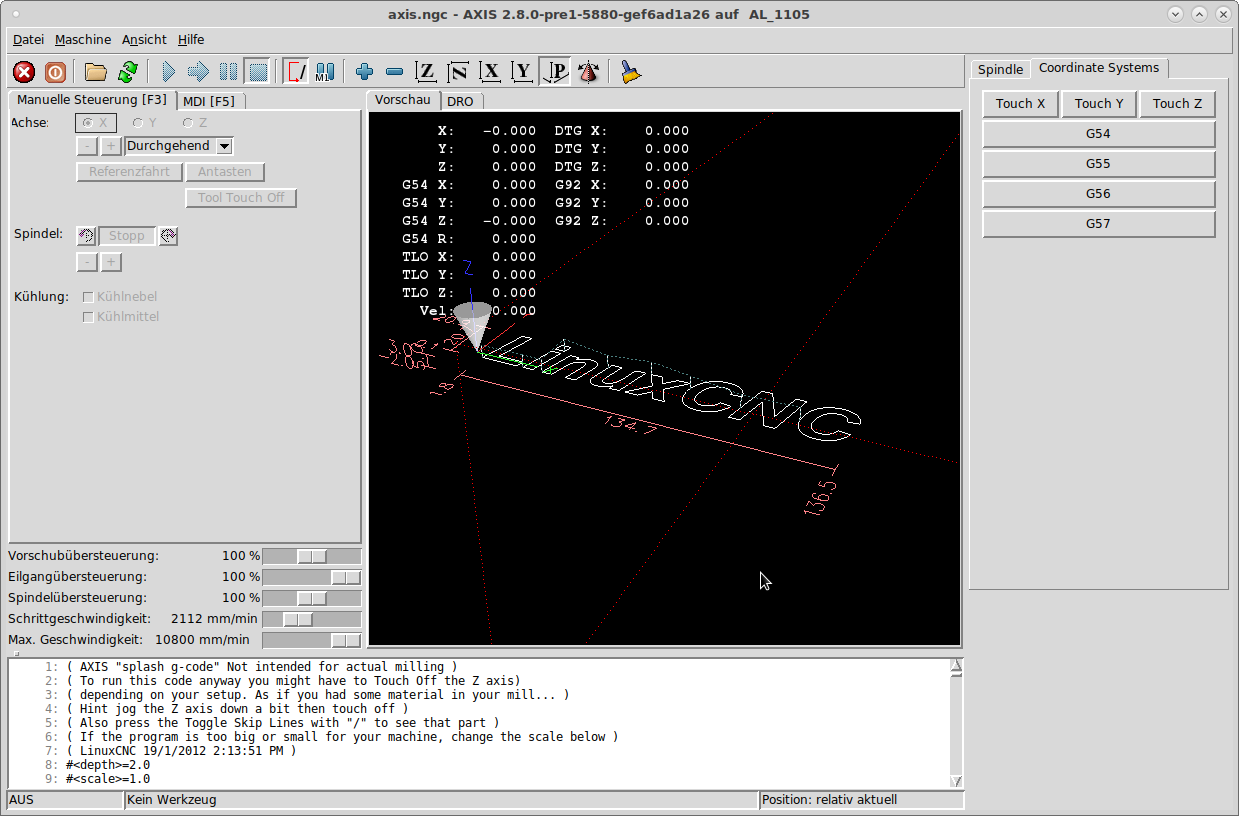 axis.ngc - AXIS 2.8.0-pre1-5880-gef6ad1a26 auf  AL_1105
Datei Maschine Ansicht Hilfe
M1 Z N X Y P
Manuelle Steuerung [F3] MDI [F5]
Achse: X Y Z
- + Durchgehend
Referenzfahrt Antasten
Tool Touch Off
Spindel: Stopp
- +
Kühlung: Kühlnebel
Kühlmittel
Vorschubübersteuerung: 100 %
Eilgangübersteuerung: 100 %
Spindelübersteuerung: 100 %
Schrittgeschwindigkeit: 2112 mm/min
Max. Geschwindigkeit: 10800 mm/min
Vorschau DRO
X: -0.000 DTG X: 0.000
Y: 0.000 DTG Y: 0.000
Z: 0.000 DTG Z: 0.000
G54 X: 0.000 G92 X: 0.000
G54 Y: 0.000 G92 Y: 0.000
G54 Z: -0.000 G92 Z: 0.000
G54 R: 0.000
TLO X: 0.000
TLO Y: 0.000
TLO Z: 0.000
Vel: 0.000
Z
LinuxCNC
-1.8
134.7
136.5
Spindle Coordinate Systems
Touch X Touch Y Touch Z
G54
G55
G56
G57
1: ( AXIS "splash g-code" Not intended for actual milling )
2: ( To run this code anyway you might have to Touch Off the Z axis)
3: ( depending on your setup. As if you had some material in your mill... )
4: ( Hint jog the Z axis down a bit then touch off )
5: ( Also press the Toggle Skip Lines with "/" to see that part )
6: ( If the program is too big or small for your machine, change the scale below )
7: ( LinuxCNC 19/1/2012 2:13:51 PM )
8: #<depth>=2.0
9: #<scale>=1.0
AUS Kein Werkzeug Position: relativ aktuell